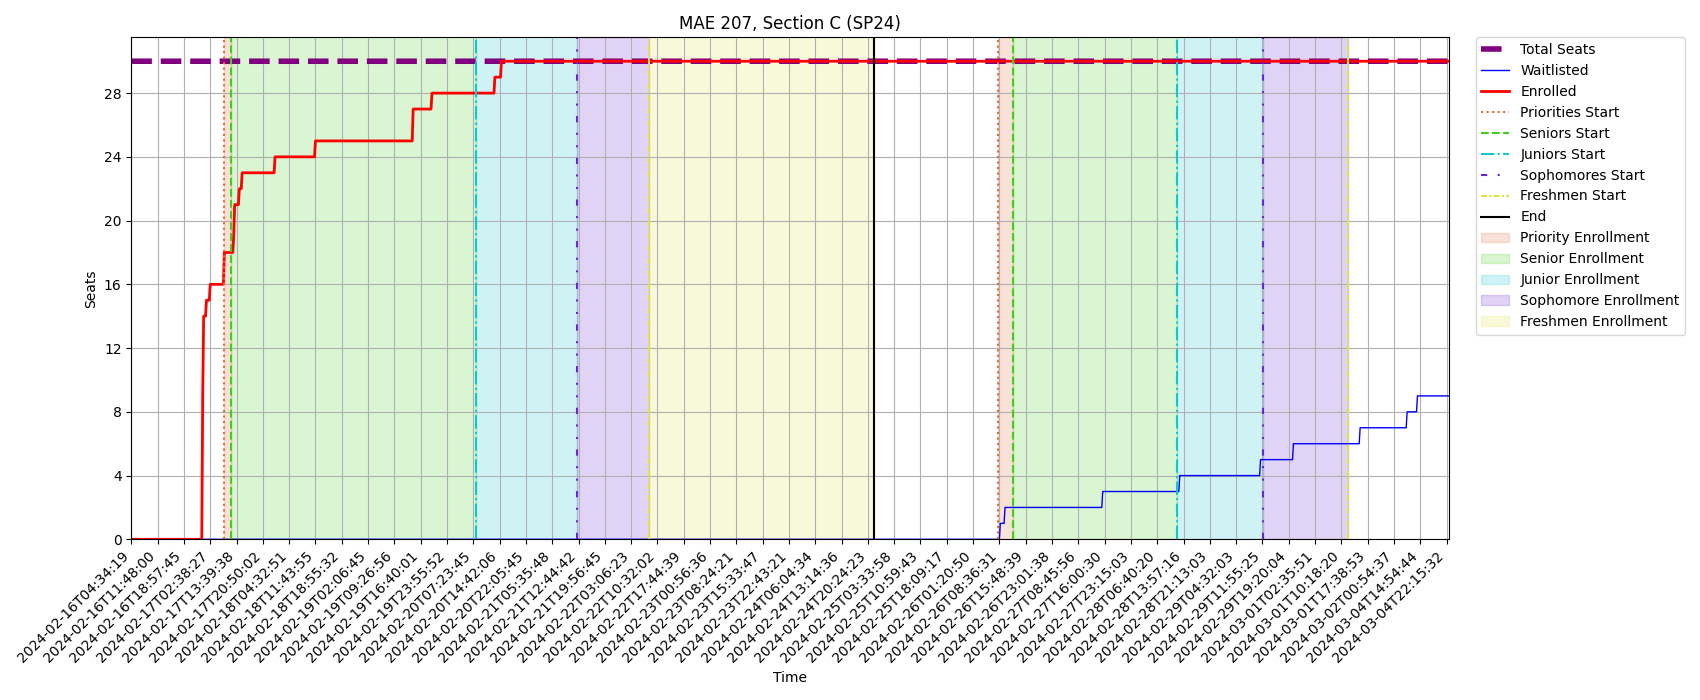 MAE 207, Section C (SP24)
Seats
28
24
20
16
12
8
4
0
2024-02-16T04:34:19
2024-02-16T11:48:00
2024-02-16T18:57:45
2024-02-17T02:38:27
2024-02-17T13:39:38
2024-02-17T20:50:02
2024-02-18T04:32:51
2024-02-18T11:43:55
2024-02-18T18:55:32
2024-02-19T02:06:45
2024-02-19T09:26:56
2024-02-19T16:40:01
2024-02-19T23:55:52
2024-02-20T07:23:45
2024-02-20T14:42:06
2024-02-21T05:35:48
2024-02-21T12:44:42
2024-02-21T19:56:45
2024-02-22T03:06:23
2024-02-22T10:32:02
2024-02-22T17:44:39
2024-02-23T00:56:36
2024-02-23T08:24:21
2024-02-23T15:33:47
2024-02-23T22:43:21
2024-02-24T06:04:34
2024-02-24T13:14:36
2024-02-24T20:24:23
2024-02-25T03:33:58
2024-02-25T10:59:43
2024-02-25T18:09:17
2024-02-26T01:20:50
2024-02-26T08:36:31
2024-02-26T15:48:39
2024-02-26T23:01:38
2024-02-27T08:45:56
2024-02-27T16:00:30
2024-02-27T23:15:03
2024-02-28T06:40:20
2024-02-28T13:57:16
2024-02-28T21:13:03
2024-02-29T04:32:03
2024-02-29T11:55:23
2024-02-29T19:20:04
2024-03-01T02:35:51
2024-03-01T10:18:20
2024-03-01T17:38:53
2024-03-04T00:54:37
2024-03-04T14:54:44
2024-03-04T22:15:32
Time
Total Seats
Waitlisted
Enrolled
Priorities Start
Seniors Start
Juniors Start
Sophomores Start
Freshmen Start
End
Priority Enrollment
Senior Enrollment
Junior Enrollment
Sophomore Enrollment
Freshmen Enrollment